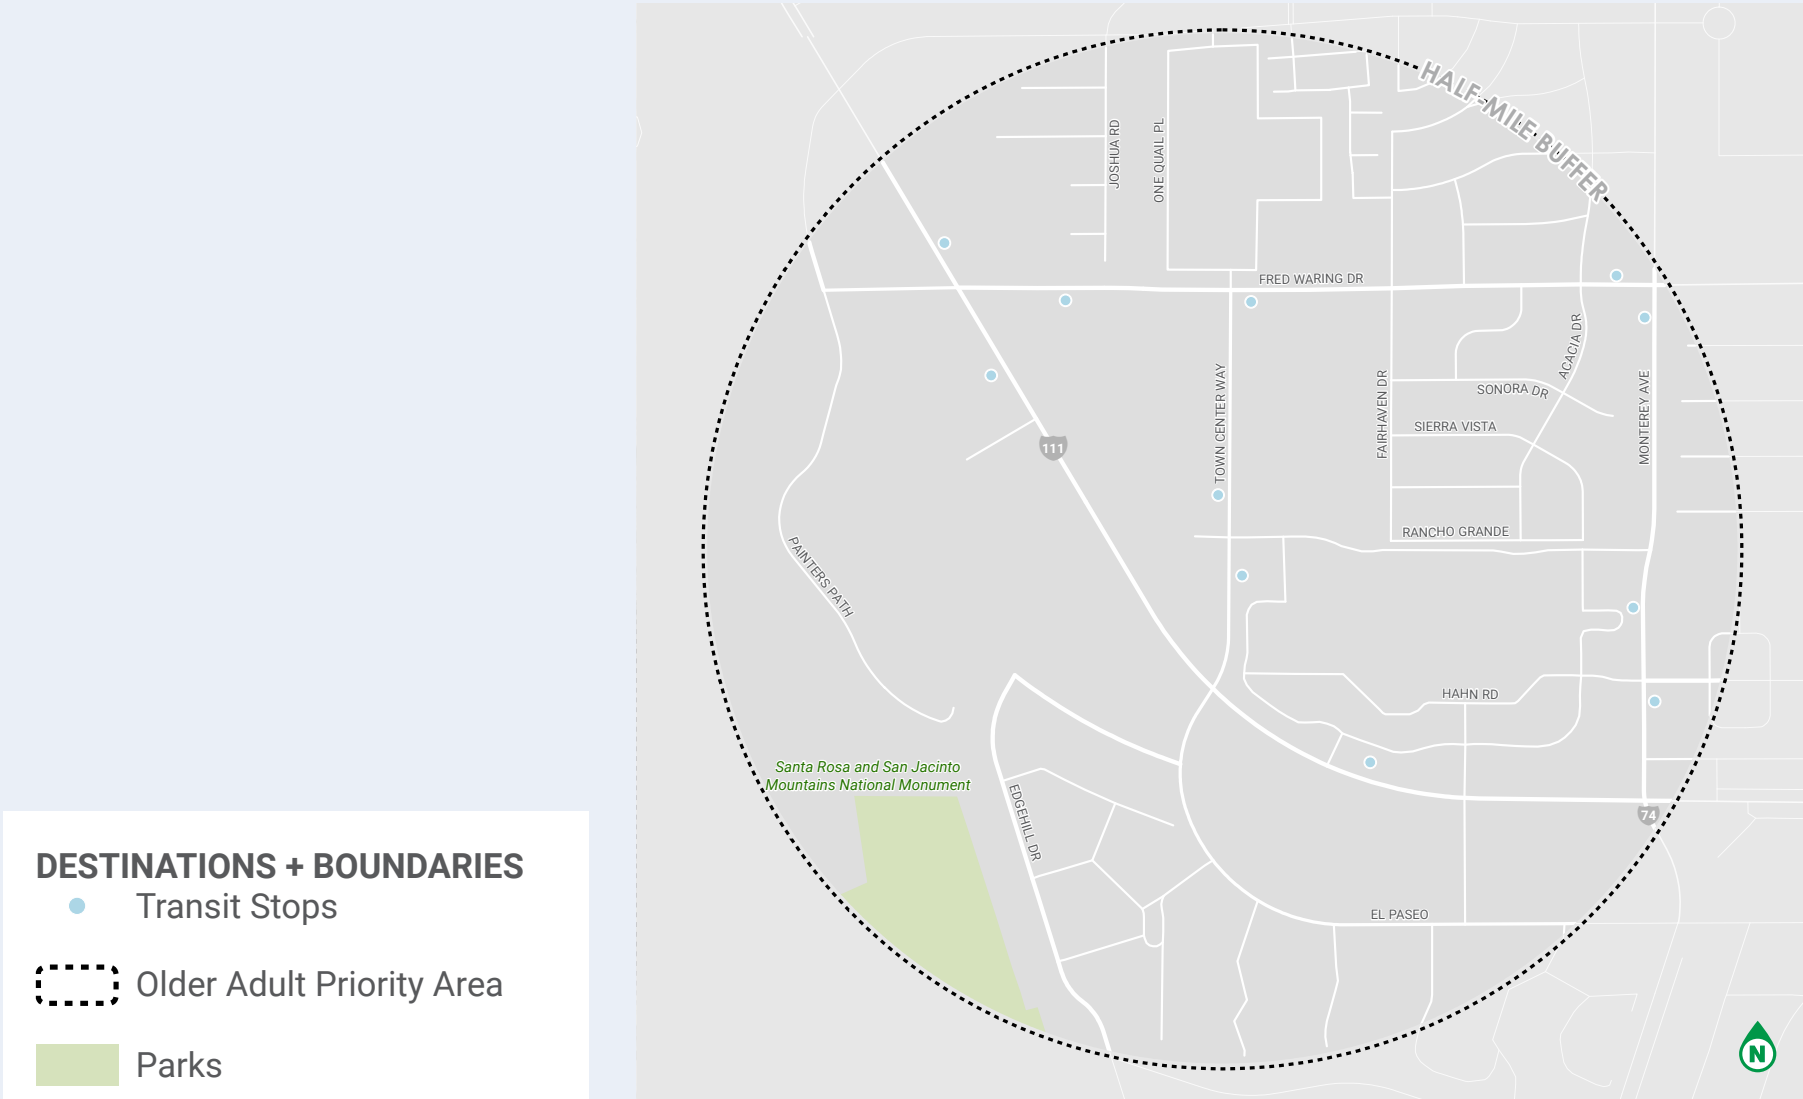 HALF-MILE BUFFER
JOSHUA RD
ONE QUAIL PL
FRED WARING DR
ACACIA DR
TOWN CENTER WAY
FAIRHAVEN DR
SONORA DR
MONTEREY AVE
SIERRA VISTA
111
RANCHO GRANDE
PAINTERS PATH
HAHN RD
Santa Rosa and San Jacinto
Mountains National Monument
EDGEHILL DR
74
EL PASEO
DESTINATIONS + BOUNDARIES
Transit Stops
Older Adult Priority Area
Parks
N